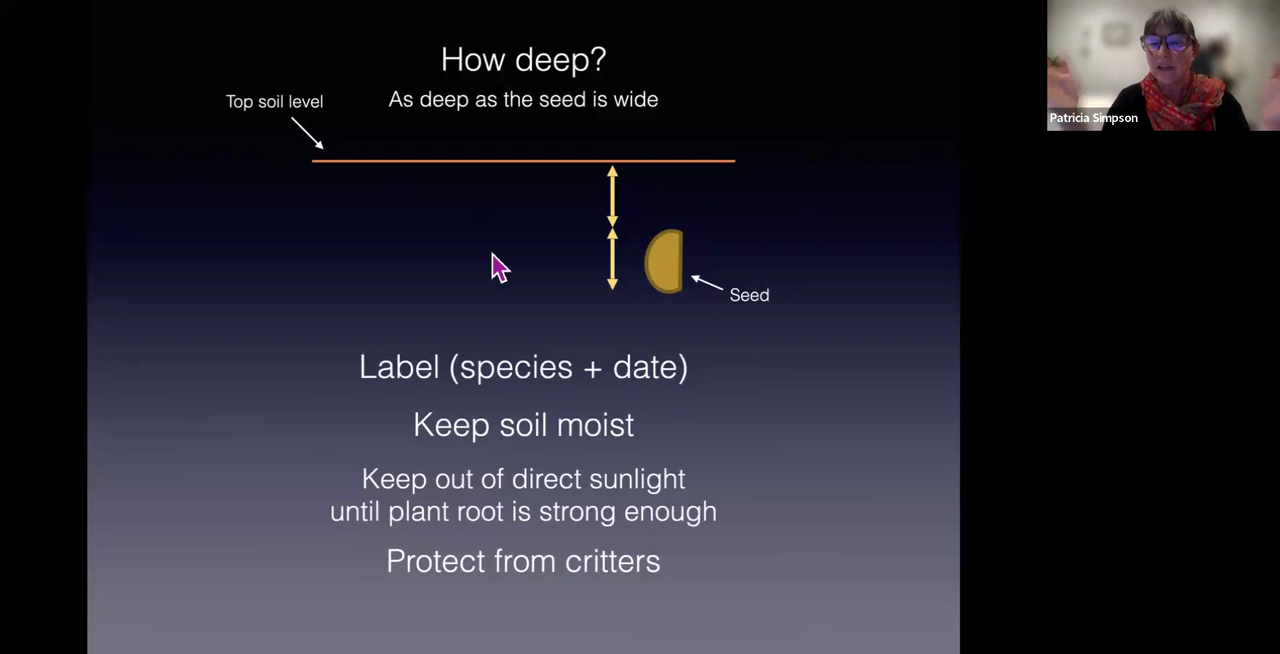 How deep?
As deep as the seed is wide
Top soil level
Seed
Label (species + date)
Keep soil moist
Keep out of direct sunlight
until plant root is strong enough
Protect from critters
Patricia Simpson